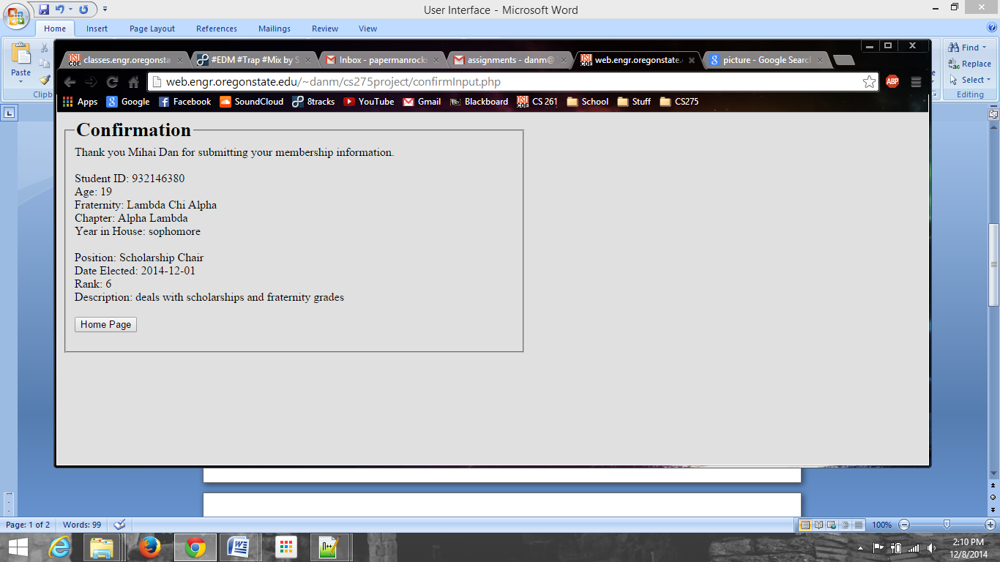 User Interface - Microsoft Word
Home Insert Page Layout References Mailings Review View
Paste
Clipb
Find
Replace
Select
Editing
classes.engr.oregonsta #EDM #Trap #Mix by S Inbox - papermanrocks assignments - danm@ web.engr.oregonstate. picture - Google Search
web.engr.oregonstate.edu/~danm/cs275project/confirmInput.php
ABP
Apps Google Facebook SoundCloud 8tracks YouTube Gmail Blackboard CS 261 School Stuff CS275
Confirmation
Thank you Mihai Dan for submitting your membership information.
Student ID: 932146380
Age: 19
Fraternity: Lambda Chi Alpha
Chapter: Alpha Lambda
Year in House: sophomore
Position: Scholarship Chair
Date Elected: 2014-12-01
Rank: 6
Description: deals with scholarships and fraternity grades
Home Page
Page: 1 of 2 Words: 99 100%
2:10 PM
12/8/2014